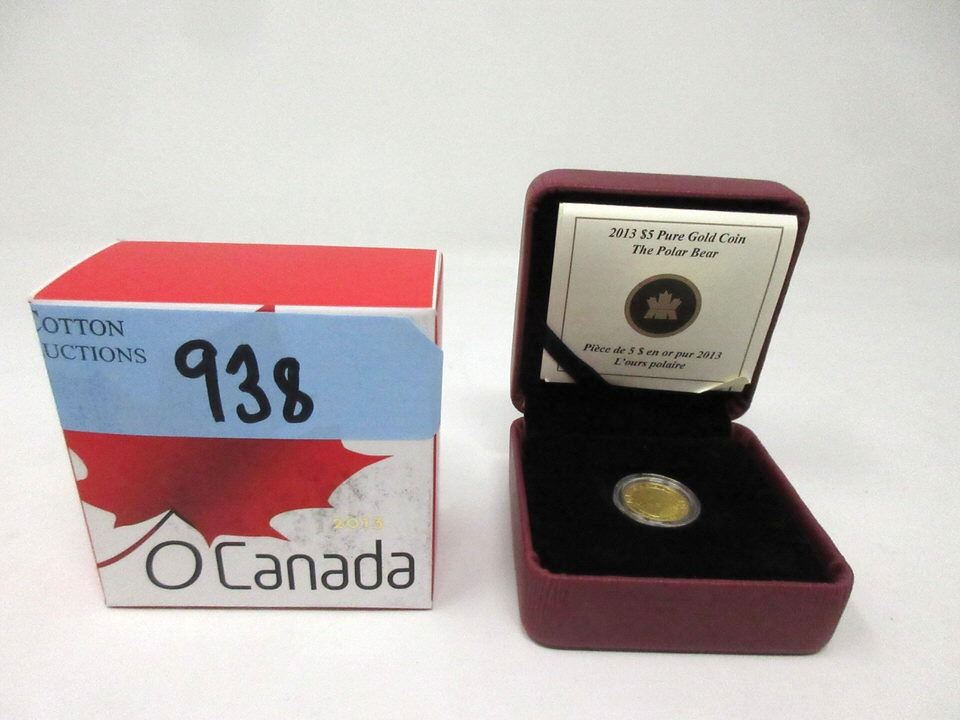 COTTON
UCTIONS
938
2013
O Canada
2013 $5 Pure Gold Coin
The Polar Bear
Pièce de 5 $ en or pur 2013
L'ours polaire